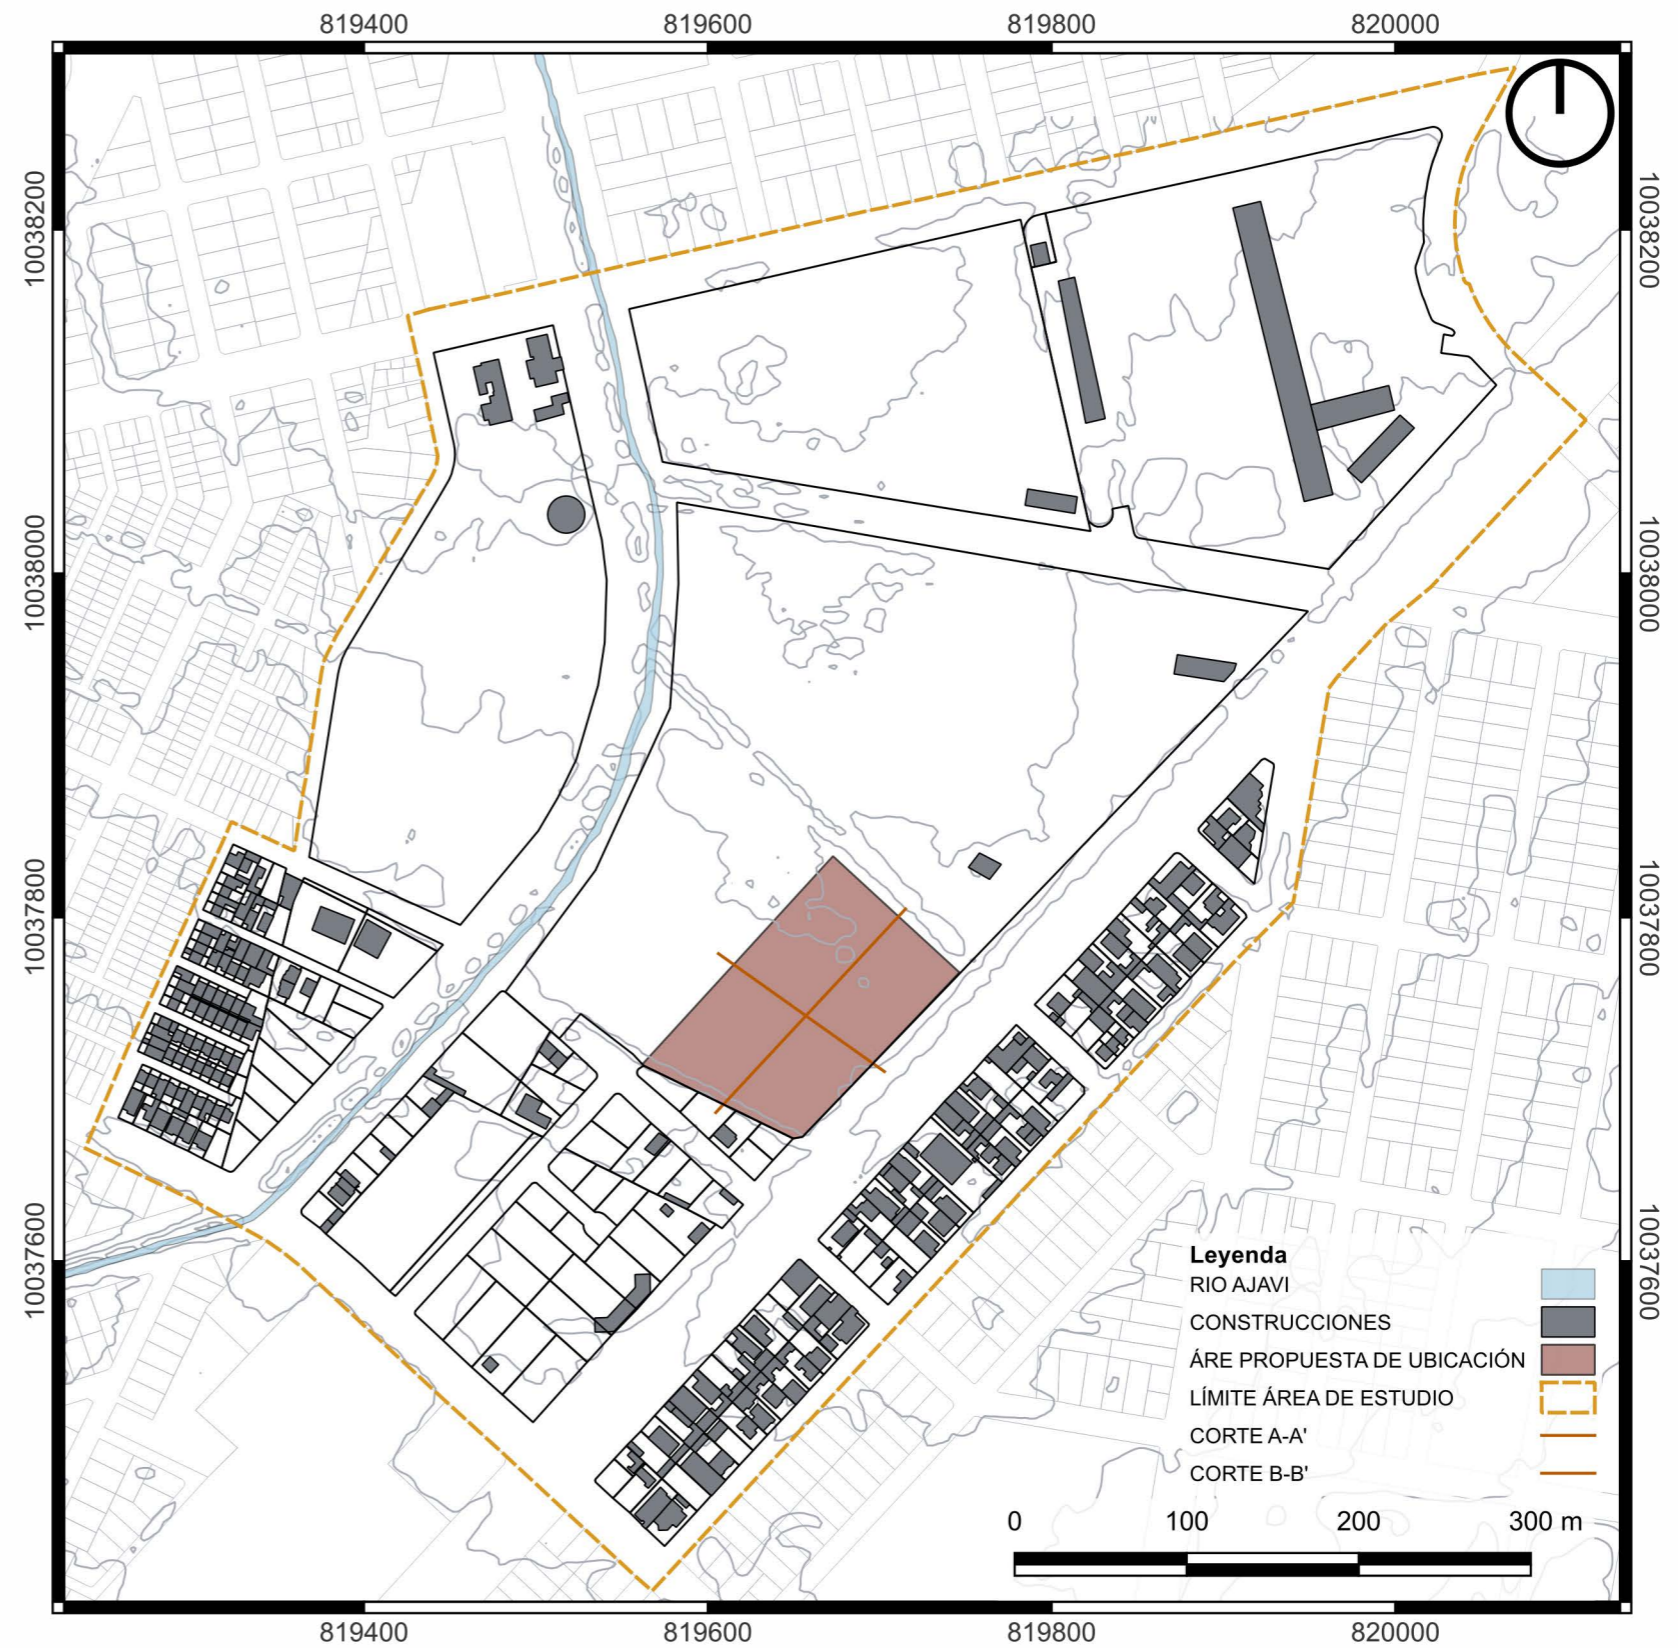 819400 819600 819800 820000
10038200 10038200
10038000 10038000
10037800 10037800
10037600 10037600
Leyenda
RIO AJAVI
CONSTRUCCIONES
ÁRE PROPUESTA DE UBICACIÓN
LÍMITE ÁREA DE ESTUDIO
CORTE A-A'
CORTE B-B'
0 100 200 300 m
819400 819600 819800 820000